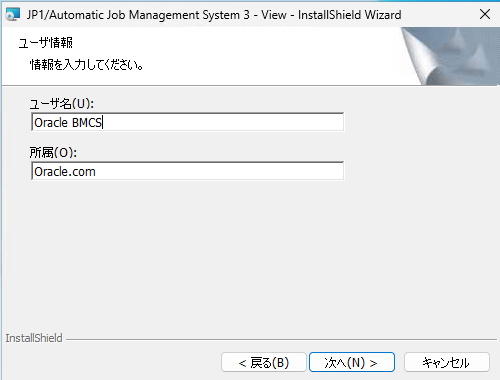 JP1/Automatic Job Management System 3 - View - InstallShield Wizard
ユーザ情報
情報を入力してください。
ユーザ名(U):
Oracle BMCS
所属(O):
Oracle.com
InstallShield
< 戻る(B)
次へ(N) >
キャンセル